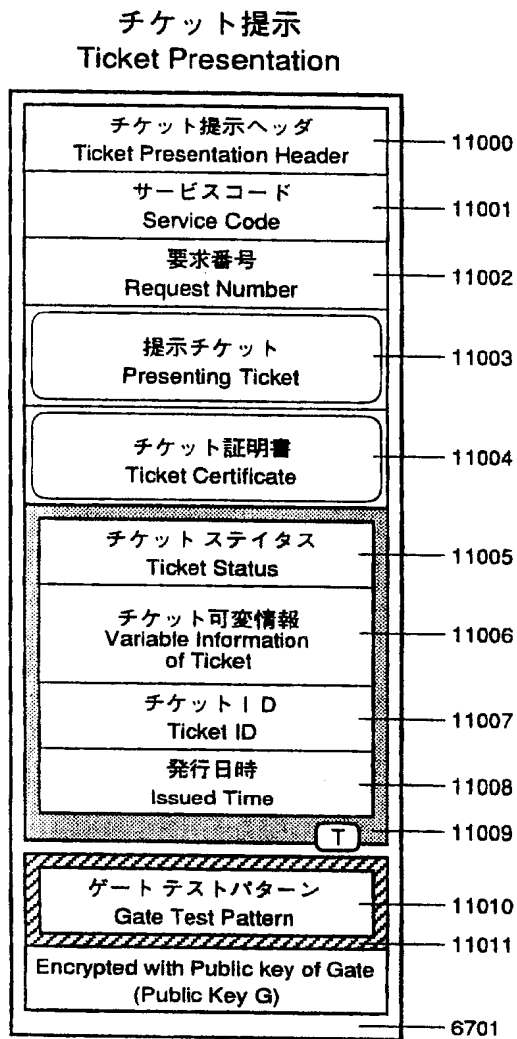 チケット提示
Ticket Presentation
チケット提示ヘッダ
Ticket Presentation Header
11000
サービスコード
Service Code
11001
要求番号
Request Number
11002
提示チケット
Presenting Ticket
11003
チケット証明書
Ticket Certificate
11004
チケット ステイタス
Ticket Status
11005
チケット可変情報
Variable Information
of Ticket
11006
チケットID
Ticket ID
11007
発行日時
Issued Time
11008
T
11009
ゲート テストパターン
Gate Test Pattern
11010
11011
Encrypted with Public key of Gate
(Public Key G)
6701